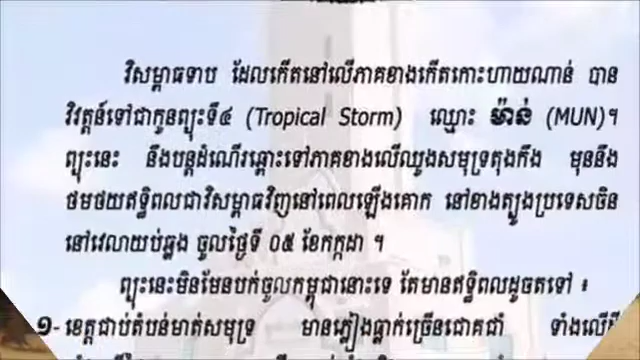 វិសម្ពាធទាប ដែលកើតនៅលើភាគខាងកើតកោះហាយណាន់ បាន
វិវត្តន៍ទៅជាកូនព្យុះទី៤ (Tropical Storm) ឈ្មោះ ម៉ាន់ (MUN)។
ព្យុះនេះ នឹងបន្តដំណើរឆ្ពោះទៅភាគខាងលើឈូងសមុទ្រតុងកឹង មុននឹង
ថមថយឥទ្ធិពលជាវិសម្ពាធវិញនៅពេលឡើងគោក នៅខាងត្បូងប្រទេសចិន
នៅវេលាយប់ឆ្លង ចូលថ្ងៃទី ០៥ ខែកក្កដា ។
ព្យុះនេះមិនមែនបក់ចូលកម្ពុជានោះទេ តែមានឥទ្ធិពលដូចតទៅ ៖
១- ខេត្តជាប់តំបន់មាត់សមុទ្រ មានភ្លៀងធ្លាក់ច្រើនជោគជាំ ទាំងលើដី